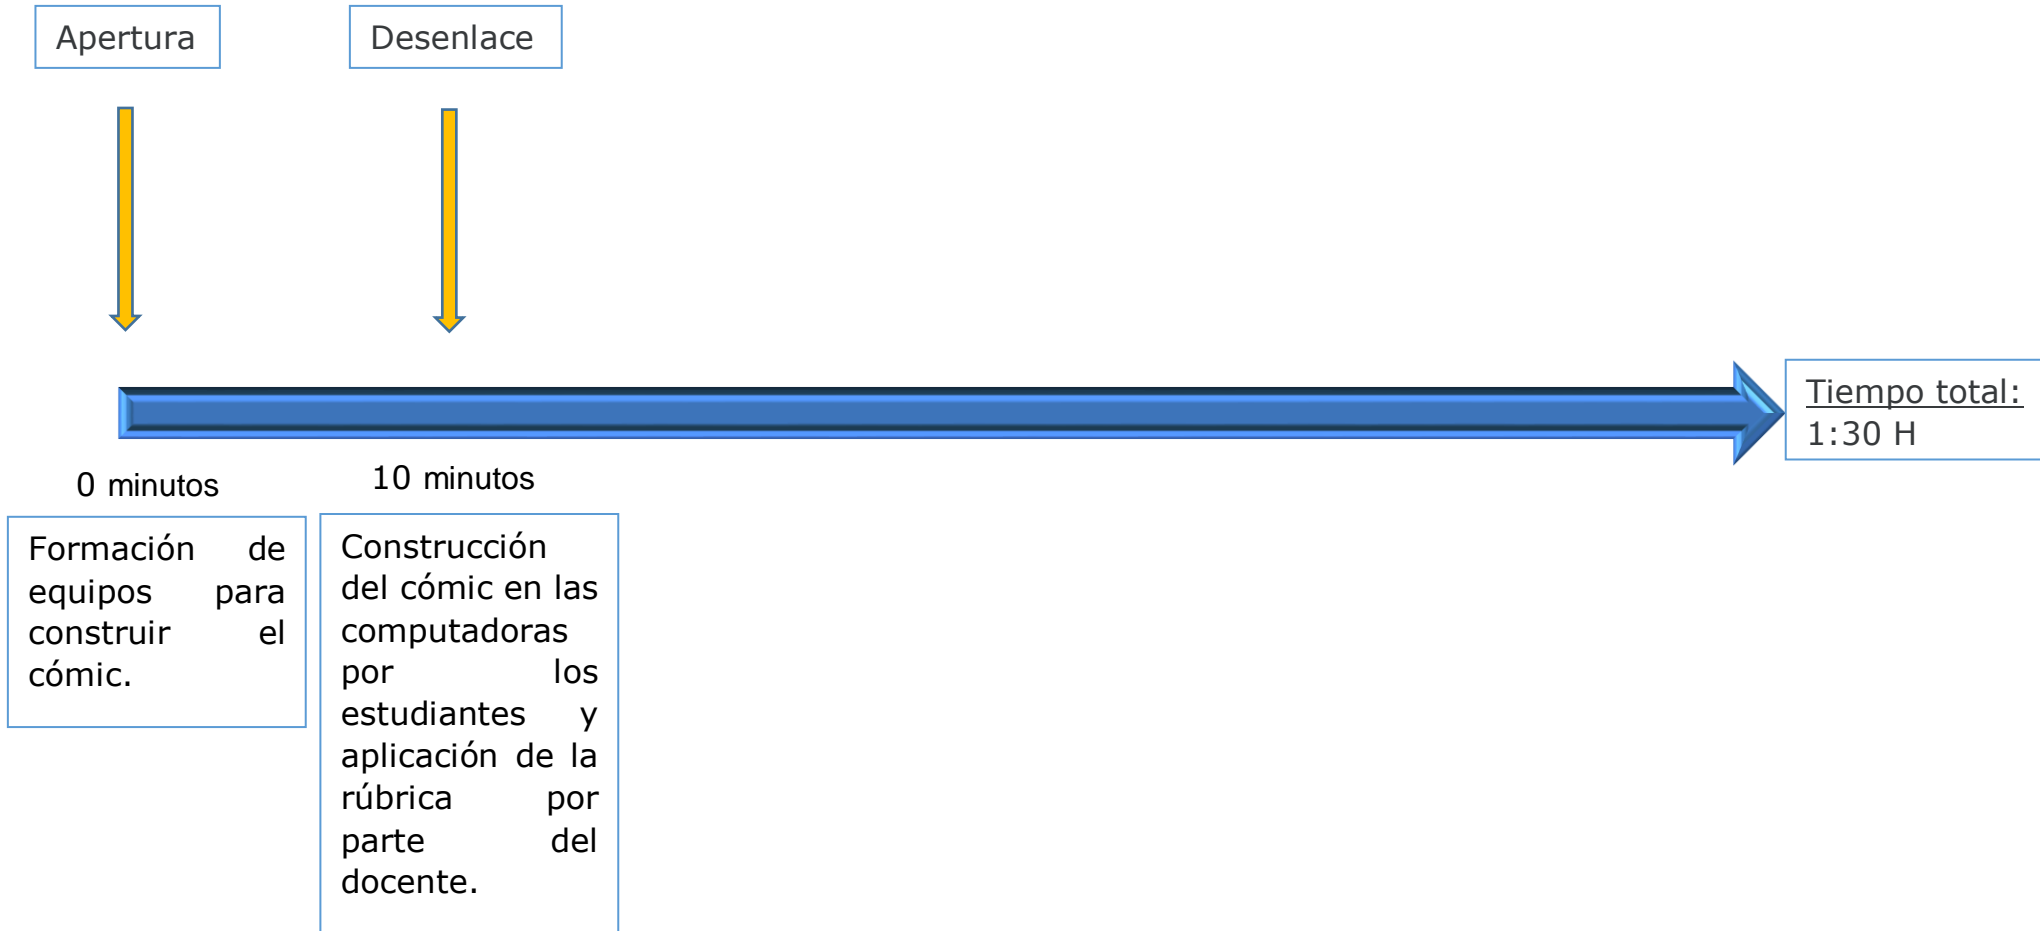 Apertura
Desenlace
Tiempo total:
1:30 H
0 minutos
10 minutos
Formación de
equipos para
construir el
cómic.
Construcción
del cómic en las
computadoras
por los
estudiantes y
aplicación de la
rúbrica por
parte del
docente.